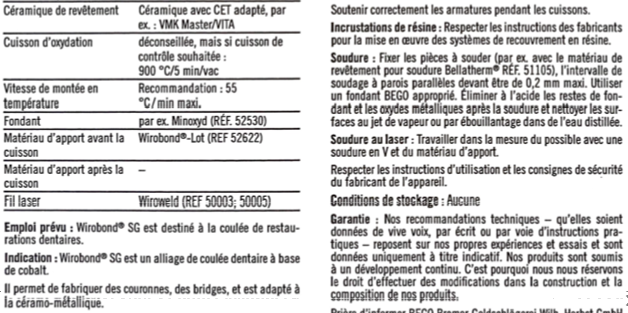 Céramique de revêtement Céramique avec CET adapté, par
ex. : VMK Master/VITA
Cuisson d'oxydation déconseillée, mais si cuisson de
contrôle souhaitée :
900 °C/5 min/vac
Vitesse de montée en Recommandation : 55
température °C/min maxi.
Fondant par ex. Minoxyd (RÉF. 52530)
Matériau d'apport avant la Wirobond®-Lot (REF 52622)
cuisson
Matériau d'apport après la –
cuisson
Fil laser Wiroweld (REF 50003; 50005)
Emploi prévu : Wirobond® SG est destiné à la coulée de restau-
rations dentaires.
Indication : Wirobond® SG est un alliage de coulée dentaire à base
de cobalt.
Il permet de fabriquer des couronnes, des bridges, et est adapté à
la céramo-métallique.
Soutenir correctement les armatures pendant les cuissons.
Incrustations de résine : Respecter les instructions des fabricants
pour la mise en œuvre des systèmes de recouvrement en résine.
Soudure : Fixer les pièces à souder (par ex. avec le matériau de
revêtement pour soudure Bellatherm® RÉF. 51105), l'intervalle de
soudage à parois parallèles devant être de 0,2 mm maxi. Utiliser
un fondant BEGO approprié. Éliminer à l'acide les restes de fon-
dant et les oxydes métalliques après la soudure et nettoyer les sur-
faces au jet de vapeur ou par ébouillantage dans de l'eau distillée.
Soudure au laser : Travailler dans la mesure du possible avec une
soudure en V et du matériau d'apport.
Respecter les instructions d'utilisation et les consignes de sécurité
du fabricant de l'appareil.
Conditions de stockage : Aucune
Garantie : Nos recommandations techniques – qu'elles soient
données de vive voix, par écrit ou par voie d'instructions pra-
tiques – reposent sur nos propres expériences et essais et sont
données uniquement à titre indicatif. Nos produits sont soumis
à un développement continu. C'est pourquoi nous nous réservons
le droit d'effectuer des modifications dans la construction et la
composition de nos produits.
Prière d'informer BEGO Bremer Goldschlägerei Wilh. Herbst GmbH